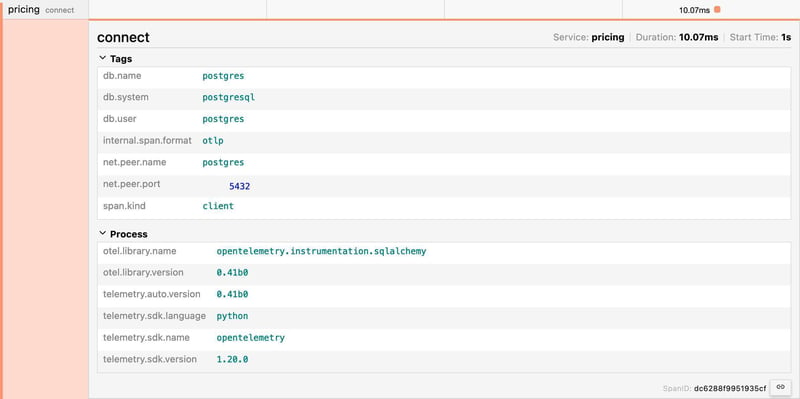 pricing connect 10.07ms
connect Service: pricing Duration: 10.07ms Start Time: 1s
Tags
db.name postgres
db.system postgresql
db.user postgres
internal.span.format otlp
net.peer.name postgres
net.peer.port 5432
span.kind client
Process
otel.library.name opentelemetry.instrumentation.sqlalchemy
otel.library.version 0.41b0
telemetry.auto.version 0.41b0
telemetry.sdk.language python
telemetry.sdk.name opentelemetry
telemetry.sdk.version 1.20.0
SpanID: dc6288f9951935cf